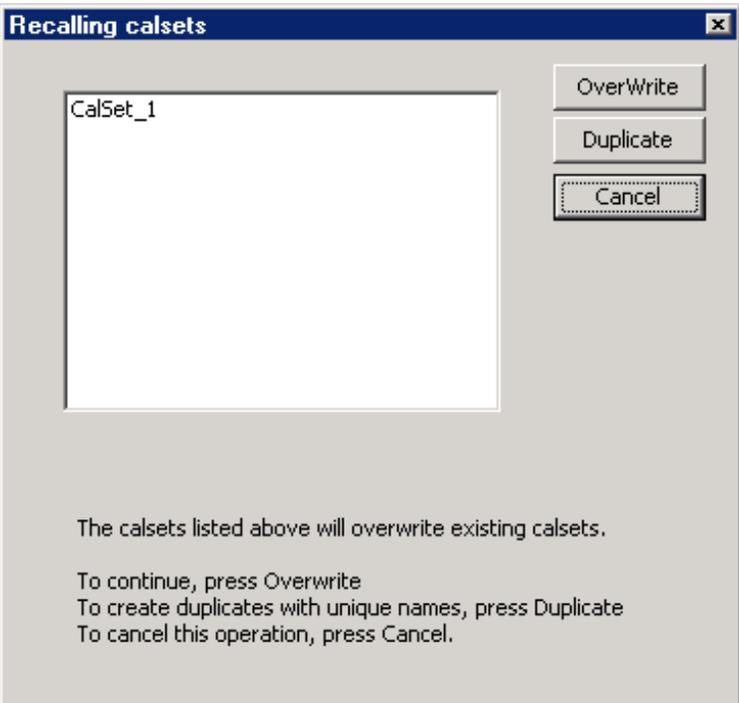 Recalling calsets
CalSet_1
OverWrite
Duplicate
Cancel
The calsets listed above will overwrite existing calsets.
To continue, press Overwrite
To create duplicates with unique names, press Duplicate
To cancel this operation, press Cancel.